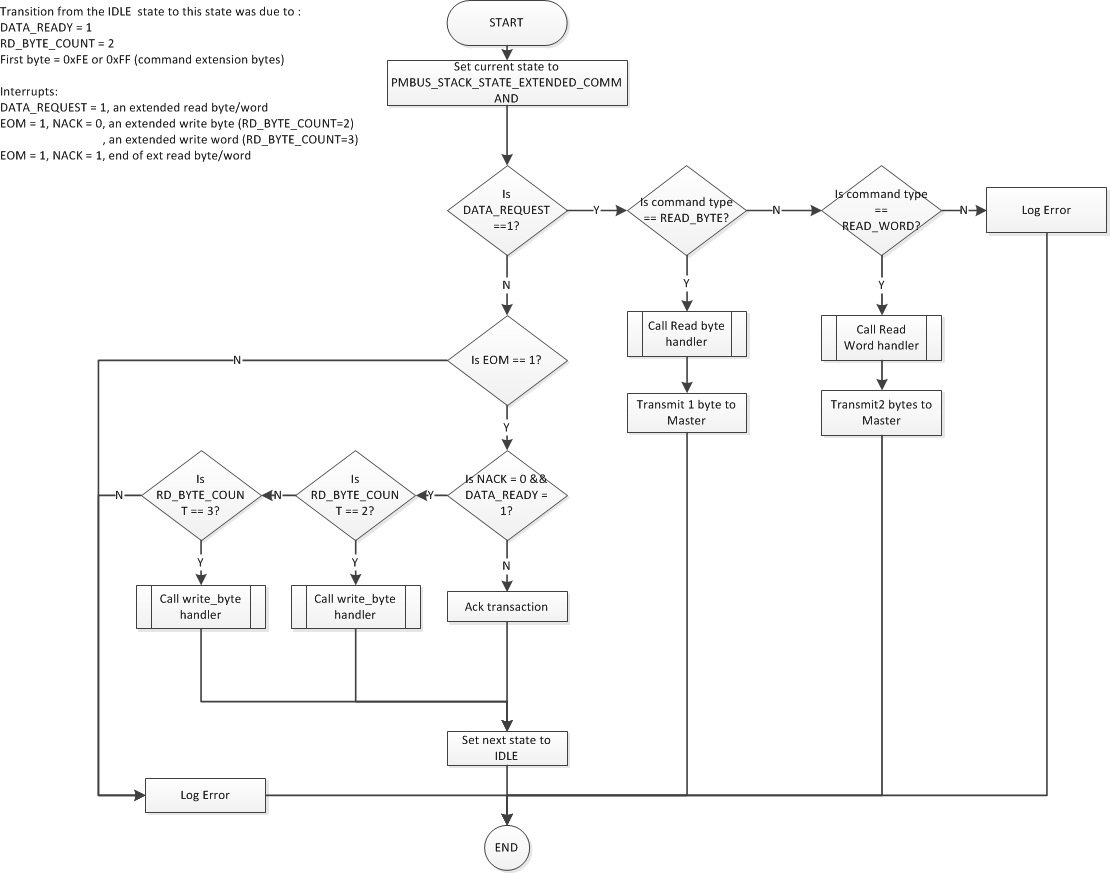 Transition from the IDLE  state to this state was due to :
DATA_READY = 1
RD_BYTE_COUNT = 2
First byte = 0xFE or 0xFF (command extension bytes)
Interrupts:
DATA_REQUEST = 1, an extended read byte/word
EOM = 1, NACK = 0, an extended write byte (RD_BYTE_COUNT=2)
, an extended write word (RD_BYTE_COUNT=3)
EOM = 1, NACK = 1, end of ext read byte/word
START
Set current state to
PMBUS_STACK_STATE_EXTENDED_COMM
AND
Is
DATA_REQUEST
==1?
Y
Is command type
== READ_BYTE?
N
Is command type
==
READ_WORD?
N
Log Error
N
Y
Y
Call Read byte
handler
Call Read
Word handler
Is EOM == 1?
N
Y
Transmit 1 byte to
Master
Transmit2 bytes to
Master
Is
RD_BYTE_COUN
T == 3?
N
Is
RD_BYTE_COUN
T == 2?
N
Is NACK = 0 &&
DATA_READY =
1?
Y
Y
Y
N
Call write_byte
handler
Call write_byte
handler
Ack transaction
Set next state to
IDLE
Log Error
END